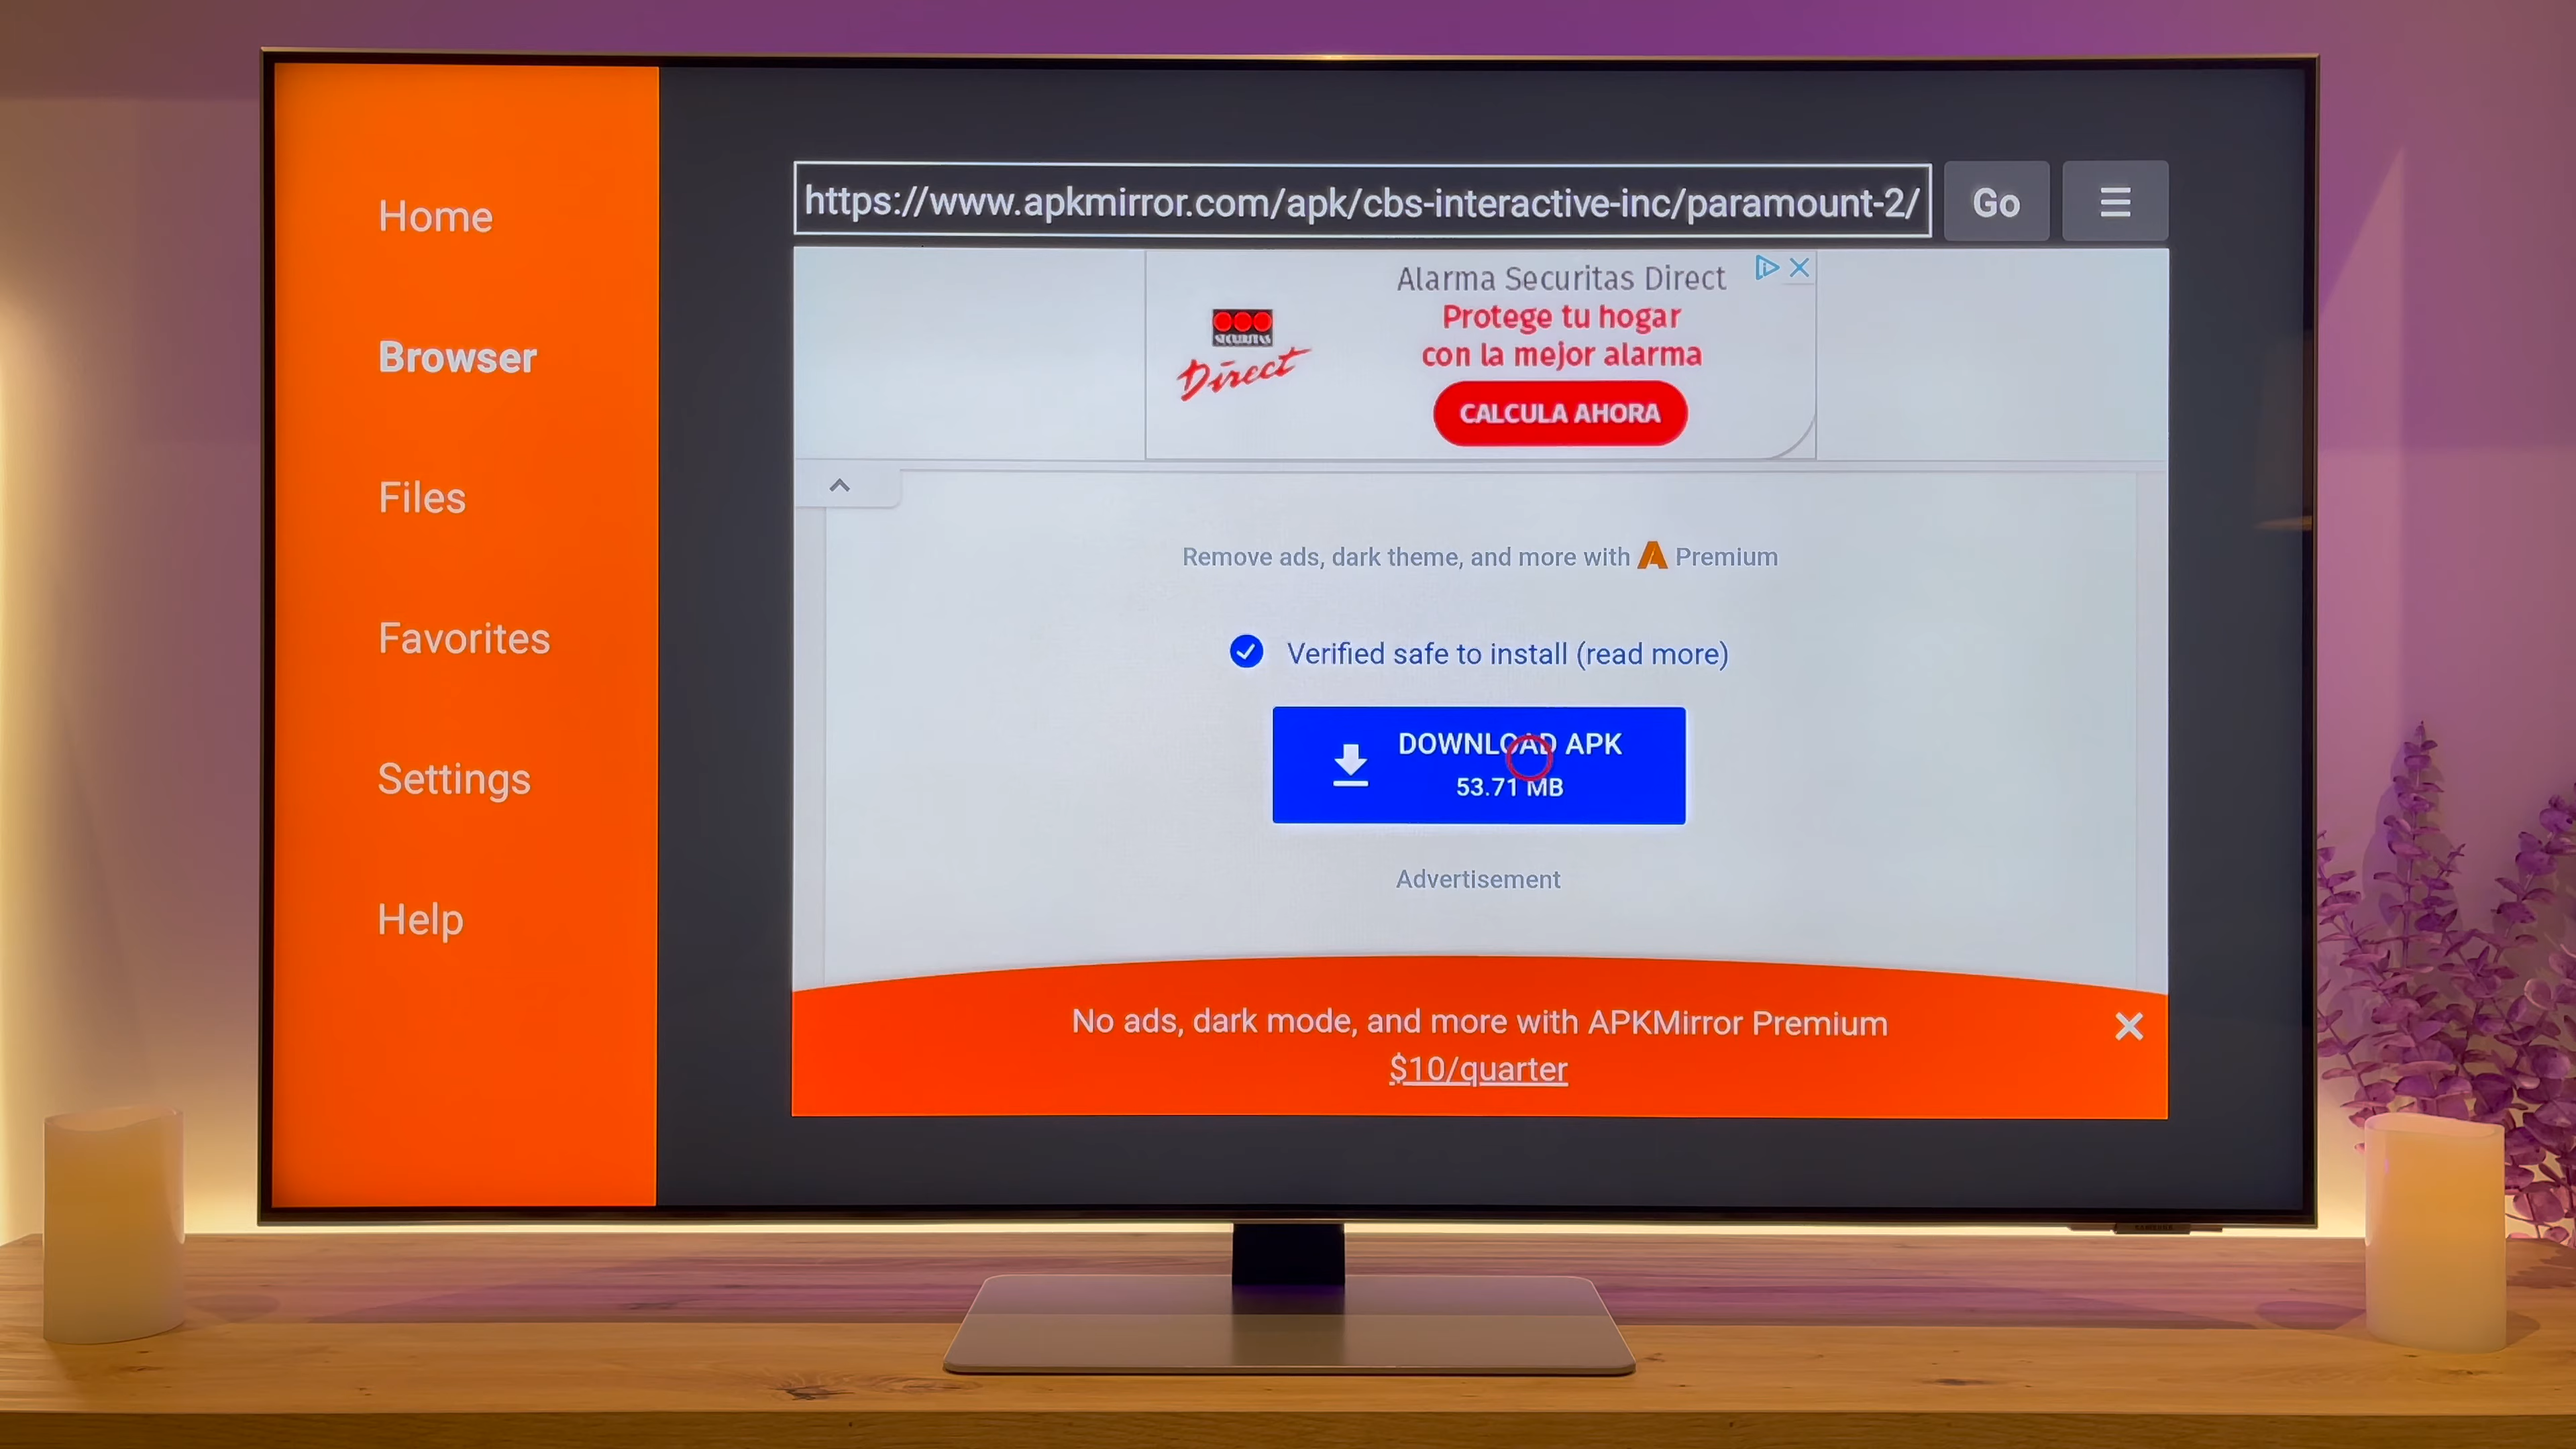 Home
Browser
Files
Favorites
Settings
Help
https://www.apkmirror.com/apk/cbs-interactive-inc/paramount-2/
Go
SECURITAS
Direct
Alarma Securitas Direct
Protege tu hogar
con la mejor alarma
CALCULA AHORA
Remove ads, dark theme, and more with Premium
Verified safe to install (read more)
DOWNLOAD APK
53.71 MB
Advertisement
No ads, dark mode, and more with APKMirror Premium
$10/quarter